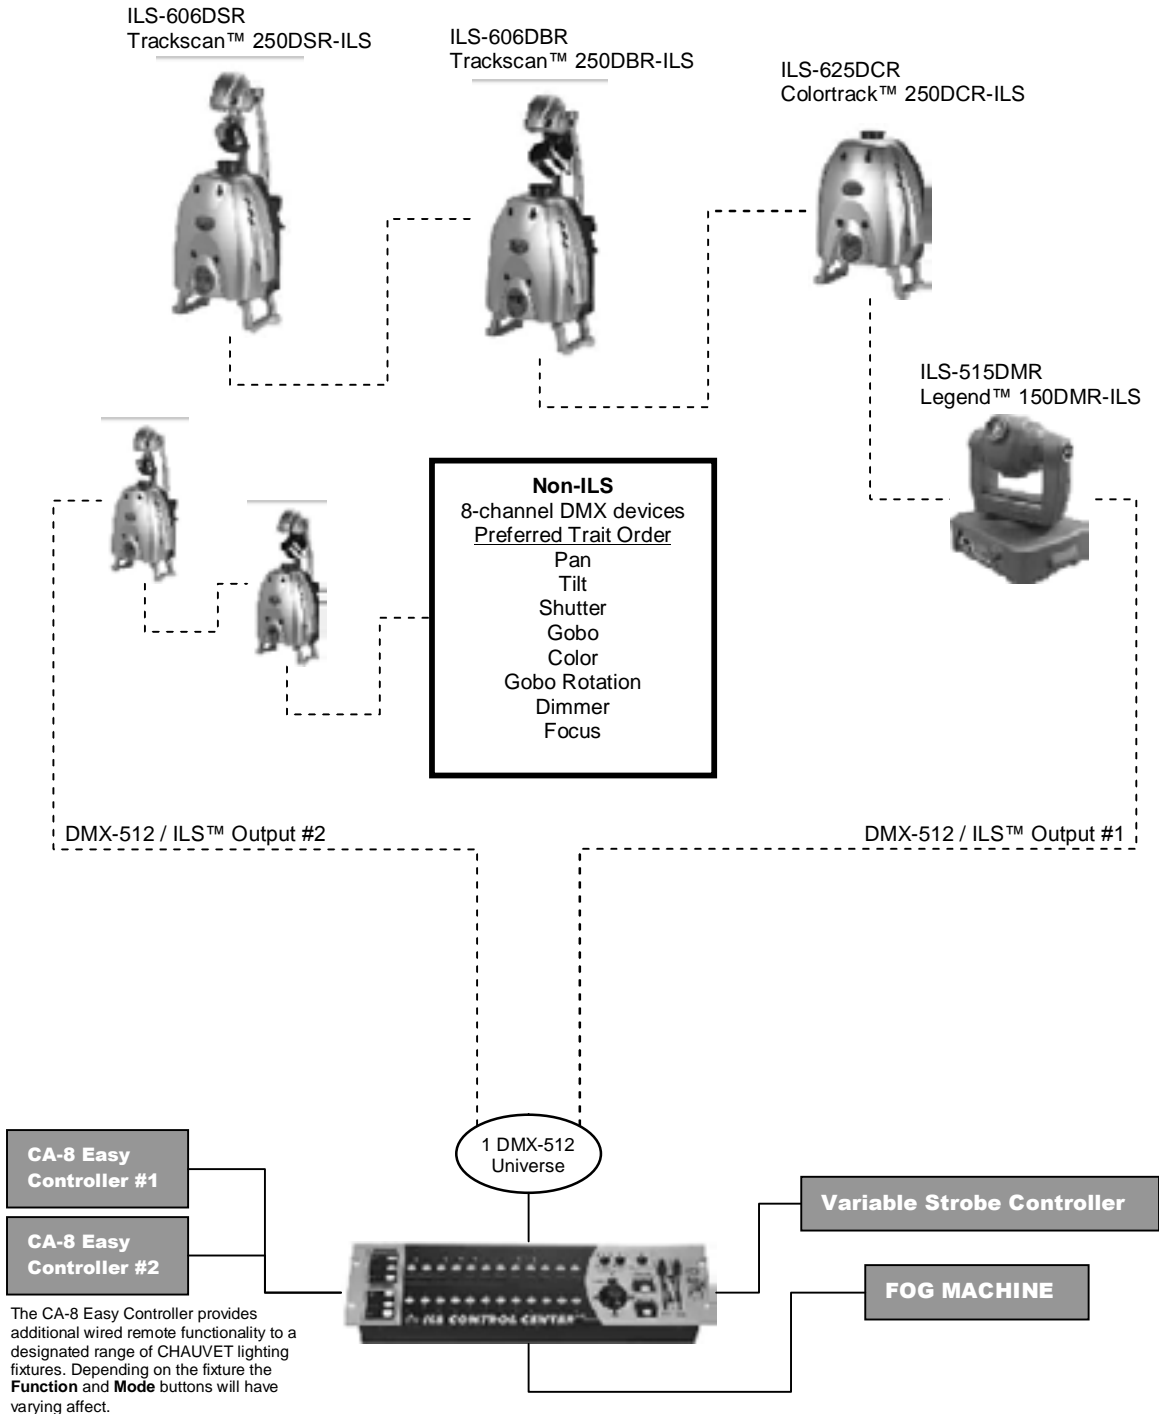 ILS-606DSR
Trackscan™ 250DSR-ILS
ILS-606DBR
Trackscan™ 250DBR-ILS
ILS-625DCR
Colortrack™ 250DCR-ILS
ILS-515DMR
Legend™ 150DMR-ILS
Non-ILS
8-channel DMX devices
Preferred Trait Order
Pan
Tilt
Shutter
Gobo
Color
Gobo Rotation
Dimmer
Focus
DMX-512 / ILS™ Output #2
DMX-512 / ILS™ Output #1
1 DMX-512
Universe
CA-8 Easy
Controller #1
CA-8 Easy
Controller #2
Variable Strobe Controller
FOG MACHINE
ILS CONTROL CENTER
The CA-8 Easy Controller provides
additional wired remote functionality to a
designated range of CHAUVET lighting
fixtures. Depending on the fixture the
Function and Mode buttons will have
varying affect.